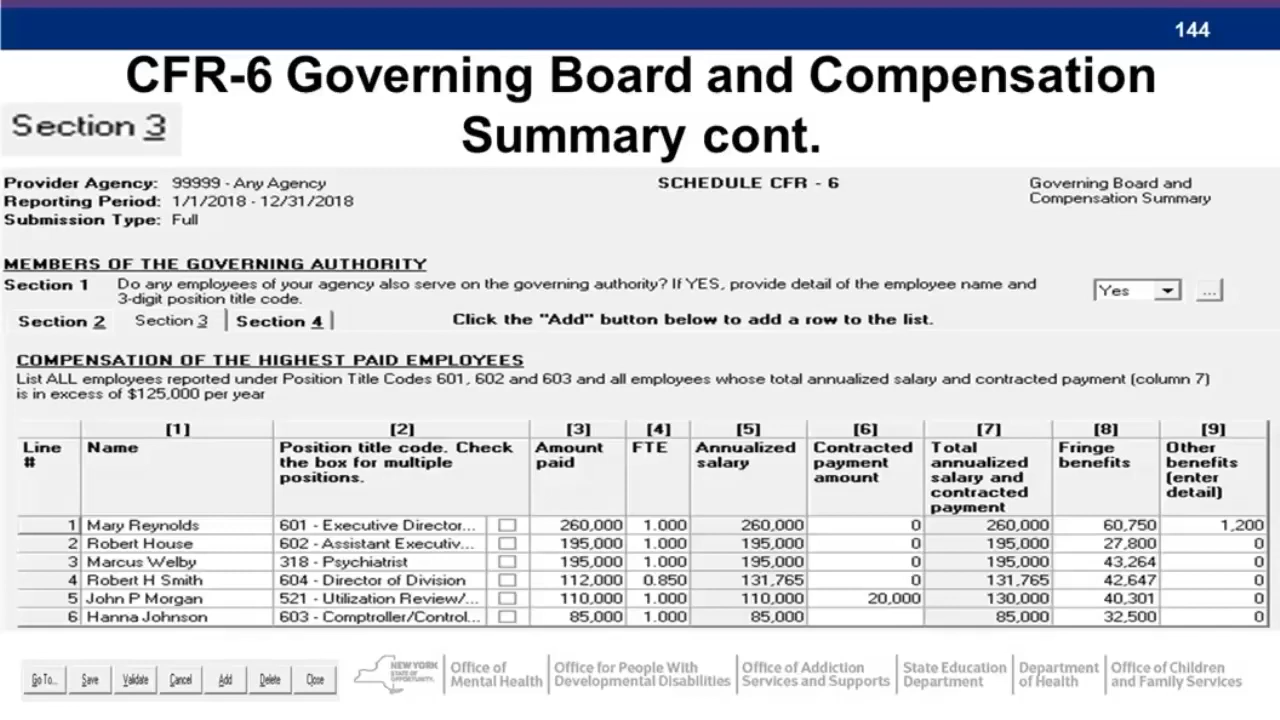 144
CFR-6 Governing Board and Compensation
Summary cont.
Section 3
Provider Agency: 99999 - Any Agency SCHEDULE CFR - 6 Governing Board and
Reporting Period: 1/1/2018 - 12/31/2018 Compensation Summary
Submission Type: Full
MEMBERS OF THE GOVERNING AUTHORITY
Section 1 Do any employees of your agency also serve on the governing authority? If YES, provide detail of the employee name and
3-digit position title code.
Yes ...
Section 2 Section 3 Section 4 Click the "Add" button below to add a row to the list.
COMPENSATION OF THE HIGHEST PAID EMPLOYEES
List ALL employees reported under Position Title Codes 601, 602 and 603 and all employees whose total annualized salary and contracted payment (column 7)
is in excess of $125,000 per year
[1] [2] [3] [4] [5] [6] [7] [8] [9]
Line Name Position title code. Check Amount FTE Annualized Contracted Total Fringe Other
# the box for multiple paid salary payment annualized benefits benefits
positions. amount salary and (enter
contracted detail)
payment
1 Mary Reynolds 601 - Executive Director... 260,000 1.000 260,000 0 260,000 60,750 1,200
2 Robert House 602 - Assistant Executiv... 195,000 1.000 195,000 0 195,000 27,800 0
3 Marcus Welby 318 - Psychiatrist 195,000 1.000 195,000 0 195,000 43,264 0
4 Robert H Smith 604 - Director of Division 112,000 0.850 131,765 0 131,765 42,647 0
5 John P Morgan 521 - Utilization Review/... 110,000 1.000 110,000 20,000 130,000 40,301 0
6 Hanna Johnson 603 - Comptroller/Control... 85,000 1.000 85,000 0 85,000 32,500 0
Go To... Save Validate Cancel Add Delete Close
NEW YORK
STATE OF
OPPORTUNITY.
Office of
Mental Health
Office for People With
Developmental Disabilities
Office of Addiction
Services and Supports
State Education
Department
Department
of Health
Office of Children
and Family Services